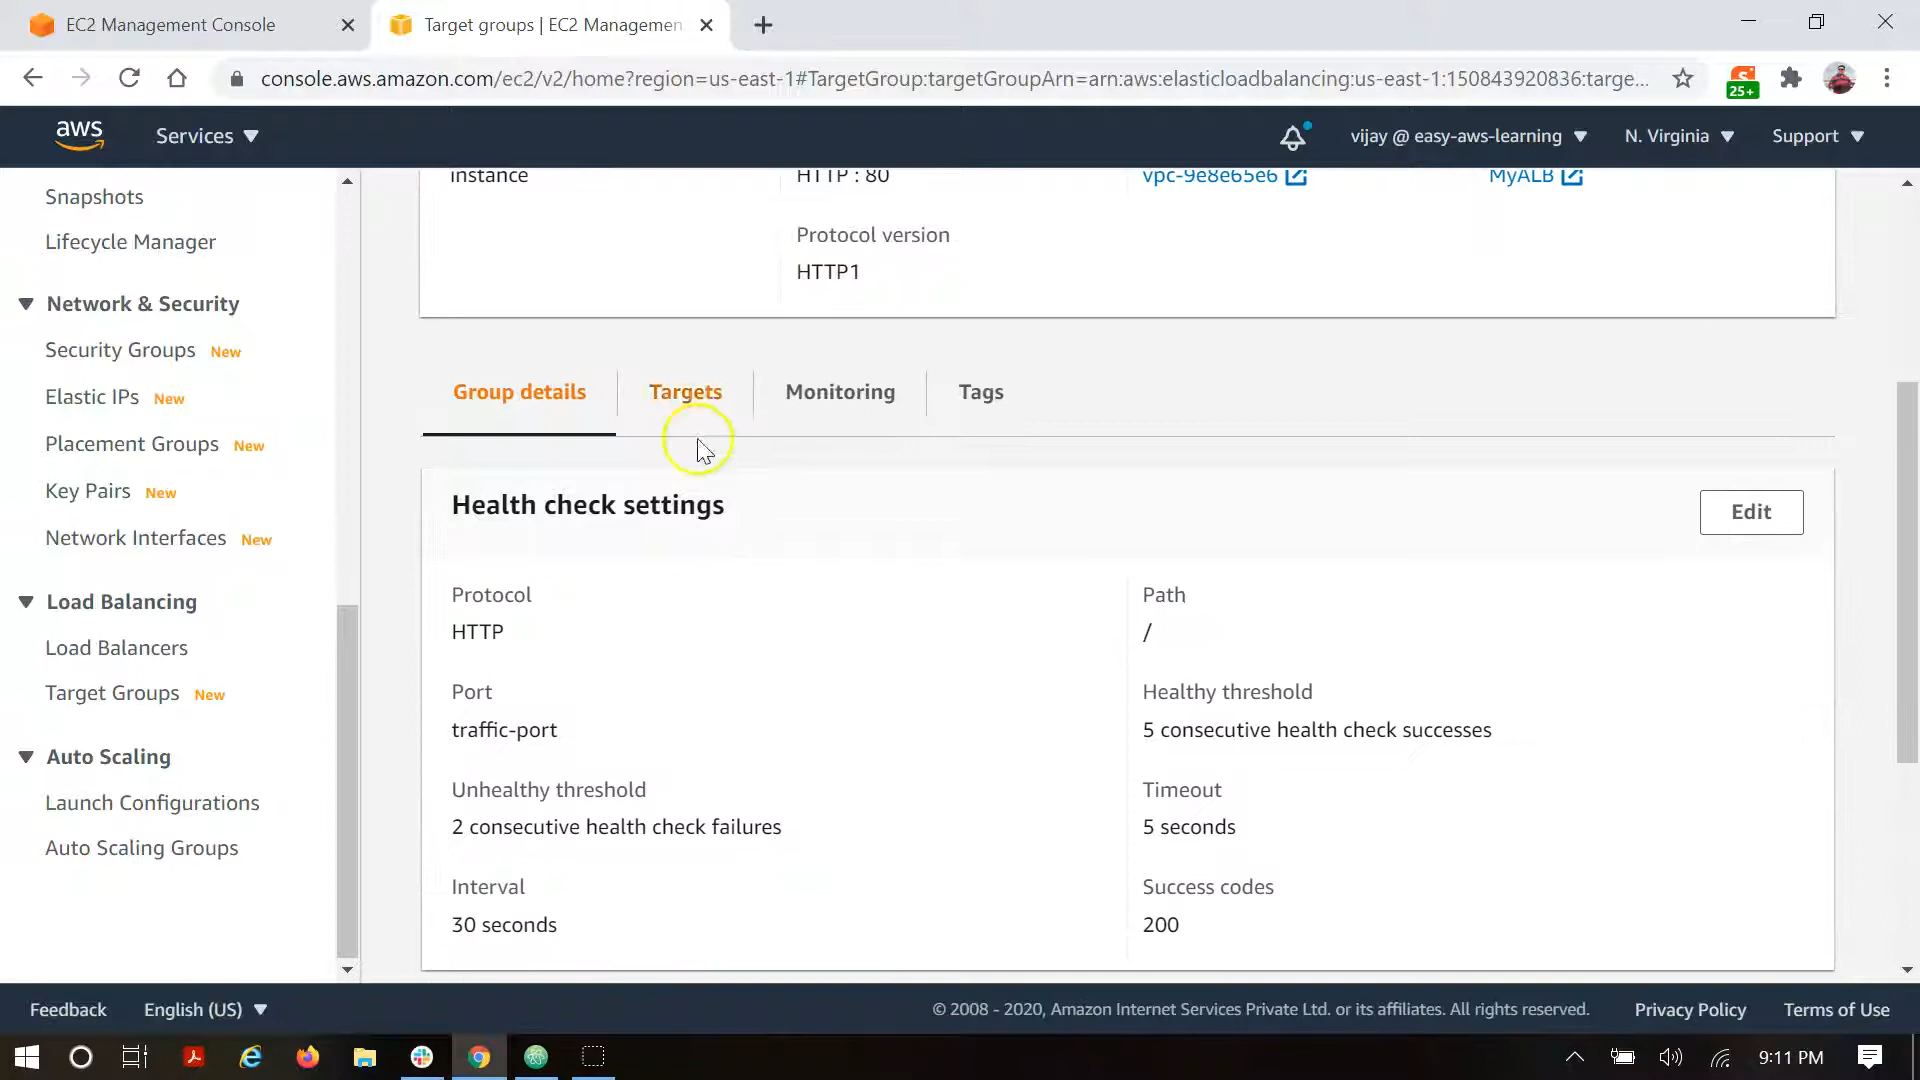 EC2 Management Console
Target groups | EC2 Managemen
console.aws.amazon.com/ec2/v2/home?region=us-east-1#TargetGroup:targetGroupArn=arn:aws:elasticloadbalancing:us-east-1:150843920836:targe...
25+
aws
Services
vijay @ easy-aws-learning
N. Virginia
Support
Snapshots
Lifecycle Manager
Network & Security
Security Groups New
Elastic IPs New
Placement Groups New
Key Pairs New
Network Interfaces New
Load Balancing
Load Balancers
Target Groups New
Auto Scaling
Launch Configurations
Auto Scaling Groups
instance
HTTP : 80
vpc-9e8e65e6
MyALB
Protocol version
HTTP1
Group details
Targets
Monitoring
Tags
Health check settings
Edit
Protocol
HTTP
Path
/
Port
traffic-port
Healthy threshold
5 consecutive health check successes
Unhealthy threshold
2 consecutive health check failures
Timeout
5 seconds
Interval
30 seconds
Success codes
200
Feedback
English (US)
© 2008 - 2020, Amazon Internet Services Private Ltd. or its affiliates. All rights reserved.
Privacy Policy
Terms of Use
9:11 PM